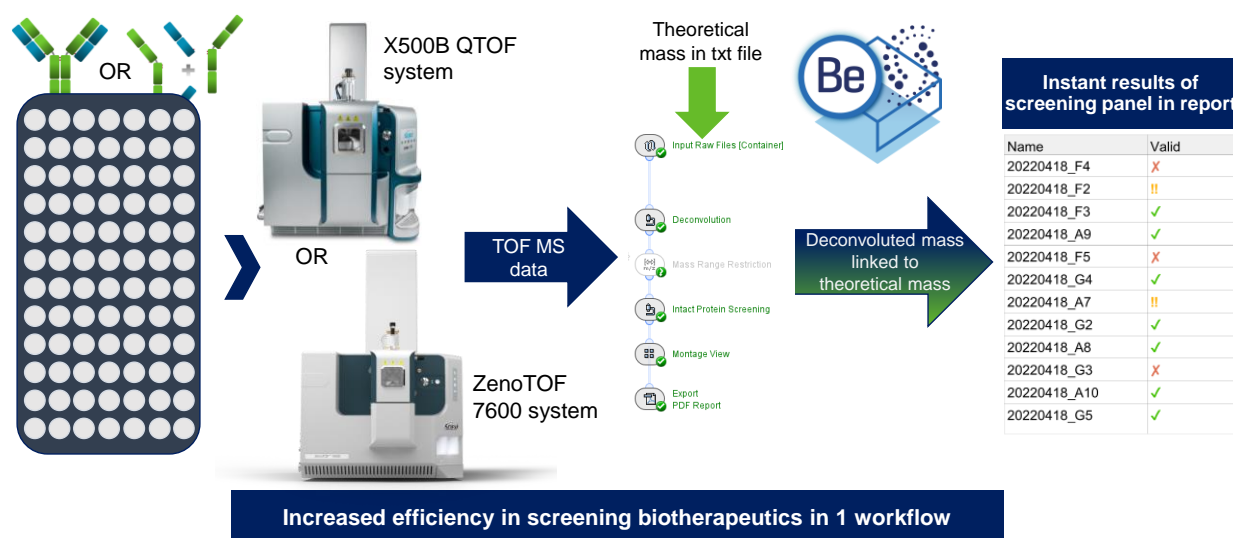 OR
+
X500B QTOF
system
OR
ZenoTOF
7600 system
TOF MS
data
Theoretical
mass in txt file
Input Raw Files [Container]
Deconvolution
Mass Range Restriction
Intact Protein Screening
Montage View
Export
PDF Report
Be
Deconvoluted mass
linked to
theoretical mass
Instant results of
screening panel in report
Name Valid
20220418_F4 ✗
20220418_F2 !!
20220418_F3 ✓
20220418_A9 ✓
20220418_F5 ✗
20220418_G4 ✓
20220418_A7 !!
20220418_G2 ✓
20220418_A8 ✓
20220418_G3 ✗
20220418_A10 ✓
20220418_G5 ✓
Increased efficiency in screening biotherapeutics in 1 workflow